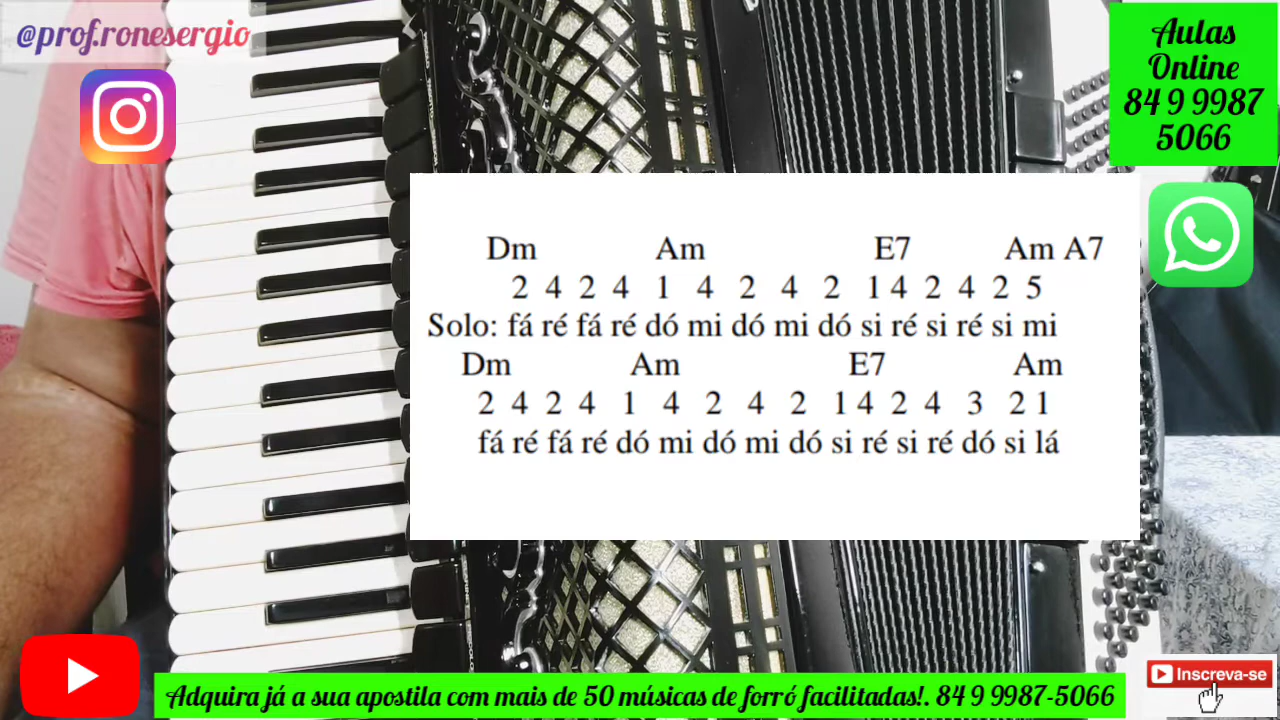 @prof.ronesergio
Aulas
Online
84 9 9987
5066
Dm Am E7 Am A7
2 4 2 4 1 4 2 4 2 1 4 2 4 2 5
Solo: fá ré fá ré dó mi dó mi dó si ré si ré si mi
Dm Am E7 Am
2 4 2 4 1 4 2 4 2 1 4 2 4 3 2 1
fá ré fá ré dó mi dó mi dó si ré si ré dó si lá
Inscreva-se
Adquira já a sua apostila com mais de 50 músicas de forró facilitadas!. 84 9 9987-5066